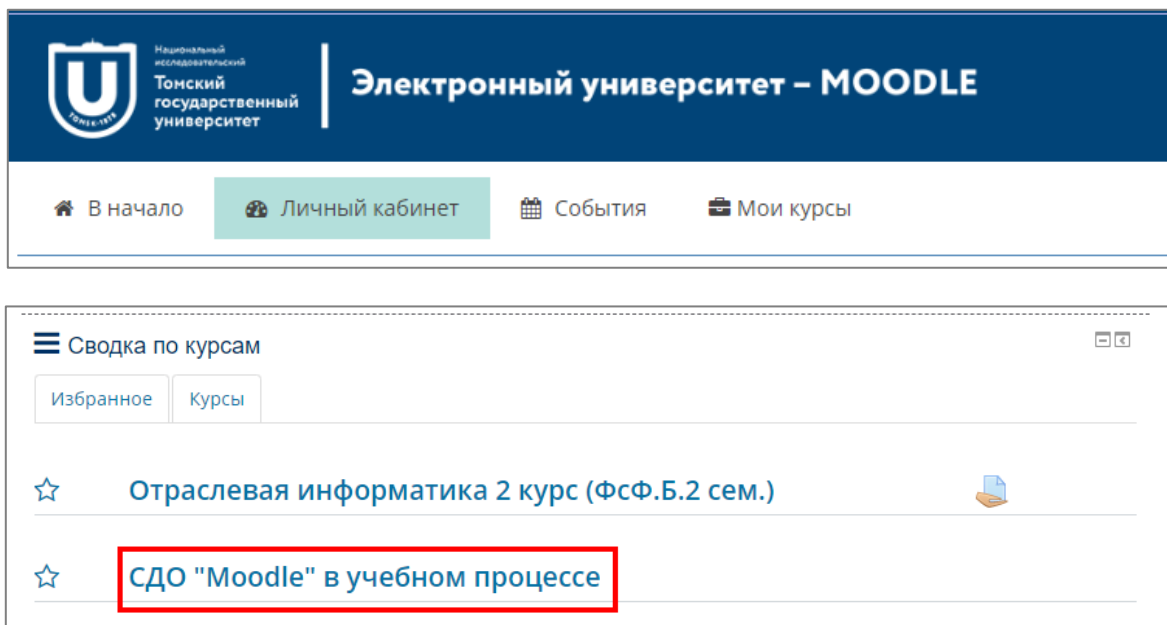 Национальный
исследовательский
Томский
государственный
университет
TOMSK·1878
Электронный университет – MOODLE
В начало
Личный кабинет
События
Мои курсы
Сводка по курсам
Избранное
Курсы
Отраслевая информатика 2 курс (ФсФ.Б.2 сем.)
СДО "Moodle" в учебном процессе